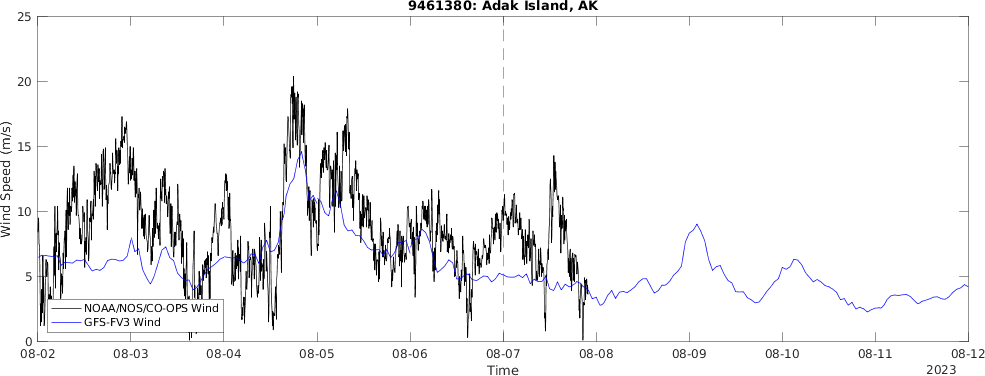 9461380: Adak Island, AK
Wind Speed (m/s)
25
20
15
10
5
0
NOAA/NOS/CO-OPS Wind
GFS-FV3 Wind
08-02 08-03 08-04 08-05 08-06 08-07 08-08 08-09 08-10 08-11 08-12
Time
2023